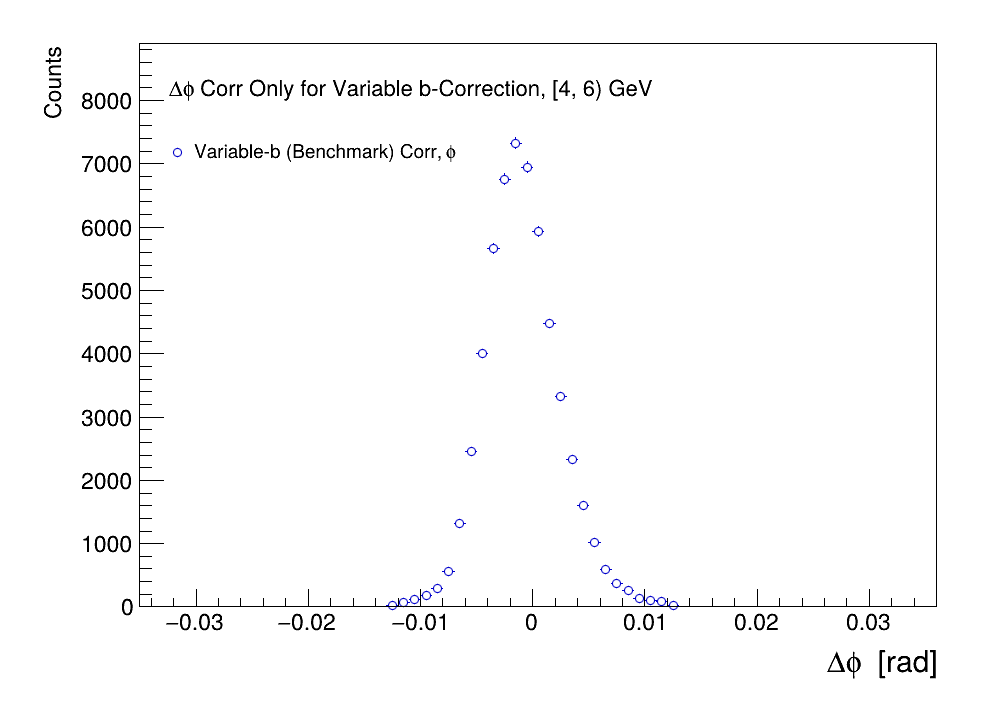 Counts
Δϕ Corr Only for Variable b-Correction, [4, 6) GeV
Variable-b (Benchmark) Corr, ϕ
8000
7000
6000
5000
4000
3000
2000
1000
0
−0.03 −0.02 −0.01 0 0.01 0.02 0.03
Δϕ [rad]